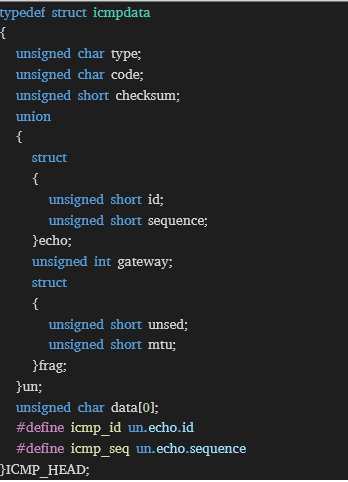 typedef struct icmpdata
{
unsigned char type;
unsigned char code;
unsigned short checksum;
union
{
struct
{
unsigned short id;
unsigned short sequence;
}echo;
unsigned int gateway;
struct
{
unsigned short unsed;
unsigned short mtu;
}frag;
}un;
unsigned char data[0];
#define icmp_id un.echo.id
#define icmp_seq un.echo.sequence
}ICMP_HEAD;